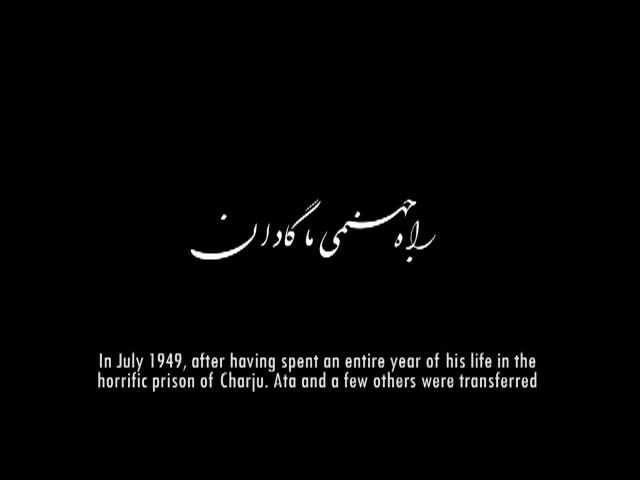 راه جهنمی ماگادان
In July 1949, after having spent an entire year of his life in the
horrific prison of Charju. Ata and a few others were transferred